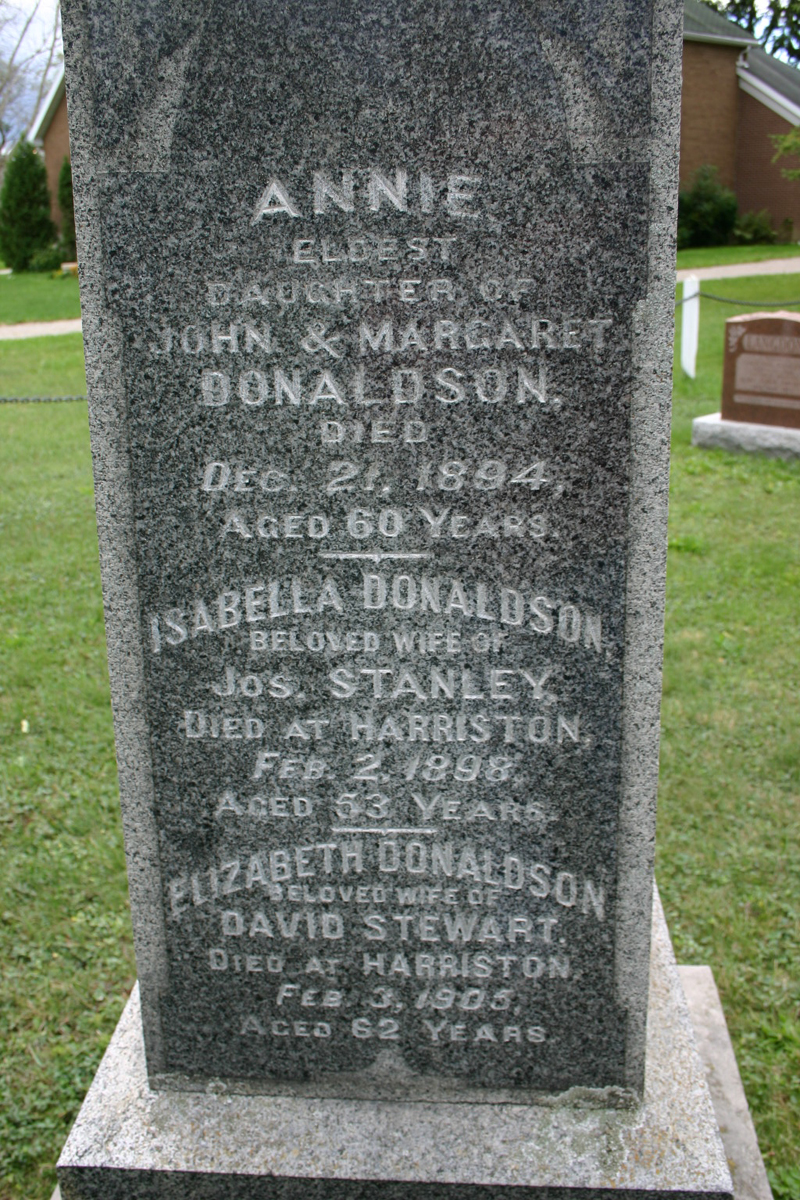 ANNIE,
ELDEST
DAUGHTER OF
JOHN & MARGARET
DONALDSON,
DIED
DEC. 21, 1894,
AGED 60 YEARS.
ISABELLA DONALDSON,
BELOVED WIFE OF
JOS. STANLEY,
DIED AT HARRISTON,
FEB. 2, 1898,
AGED 53 YEARS.
ELIZABETH DONALDSON
BELOVED WIFE OF
DAVID STEWART.
DIED AT HARRISTON,
FEB. 3, 1905,
AGED 62 YEARS.